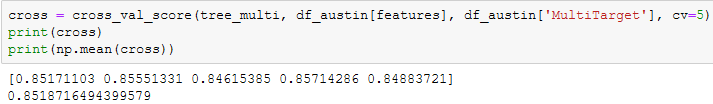 cross = cross_val_score(tree_multi, df_austin[features], df_austin['MultiTarget'], cv=5)
print(cross)
print(np.mean(cross))
[0.85171103 0.85551331 0.84615385 0.85714286 0.84883721]
0.8518716494399579